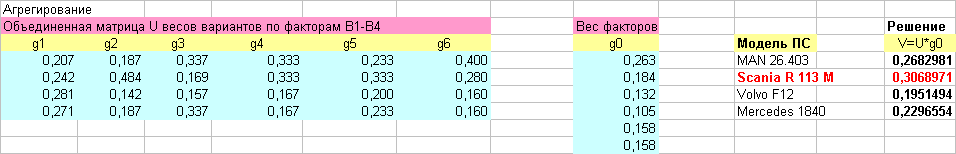 Агрегирование Решение
Объединенная матрица U весов вариантов по факторам B1-B4 Вес факторов
g1 g2 g3 g4 g5 g6 g0 Модель ПС V=U*g0
0,207 0,187 0,337 0,333 0,233 0,400 0,263 MAN 26.403 0,2682981
0,242 0,484 0,169 0,333 0,333 0,280 0,184 Scania R 113 M 0,3068971
0,281 0,142 0,157 0,167 0,200 0,160 0,132 Volvo F12 0,1951494
0,271 0,187 0,337 0,167 0,233 0,160 0,105 Mercedes 1840 0,2296554
0,158
0,158